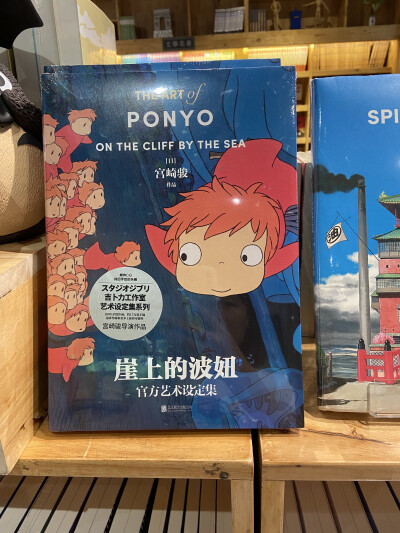 THE ART of
PONYO
ON THE CLIFF BY THE SEA
[日]
宫崎骏
作品
スタジオジブリ
吉卜力工作室
艺术设定集系列
宫崎骏导演作品
崖上的波妞
官方艺术设定集
SPI
油